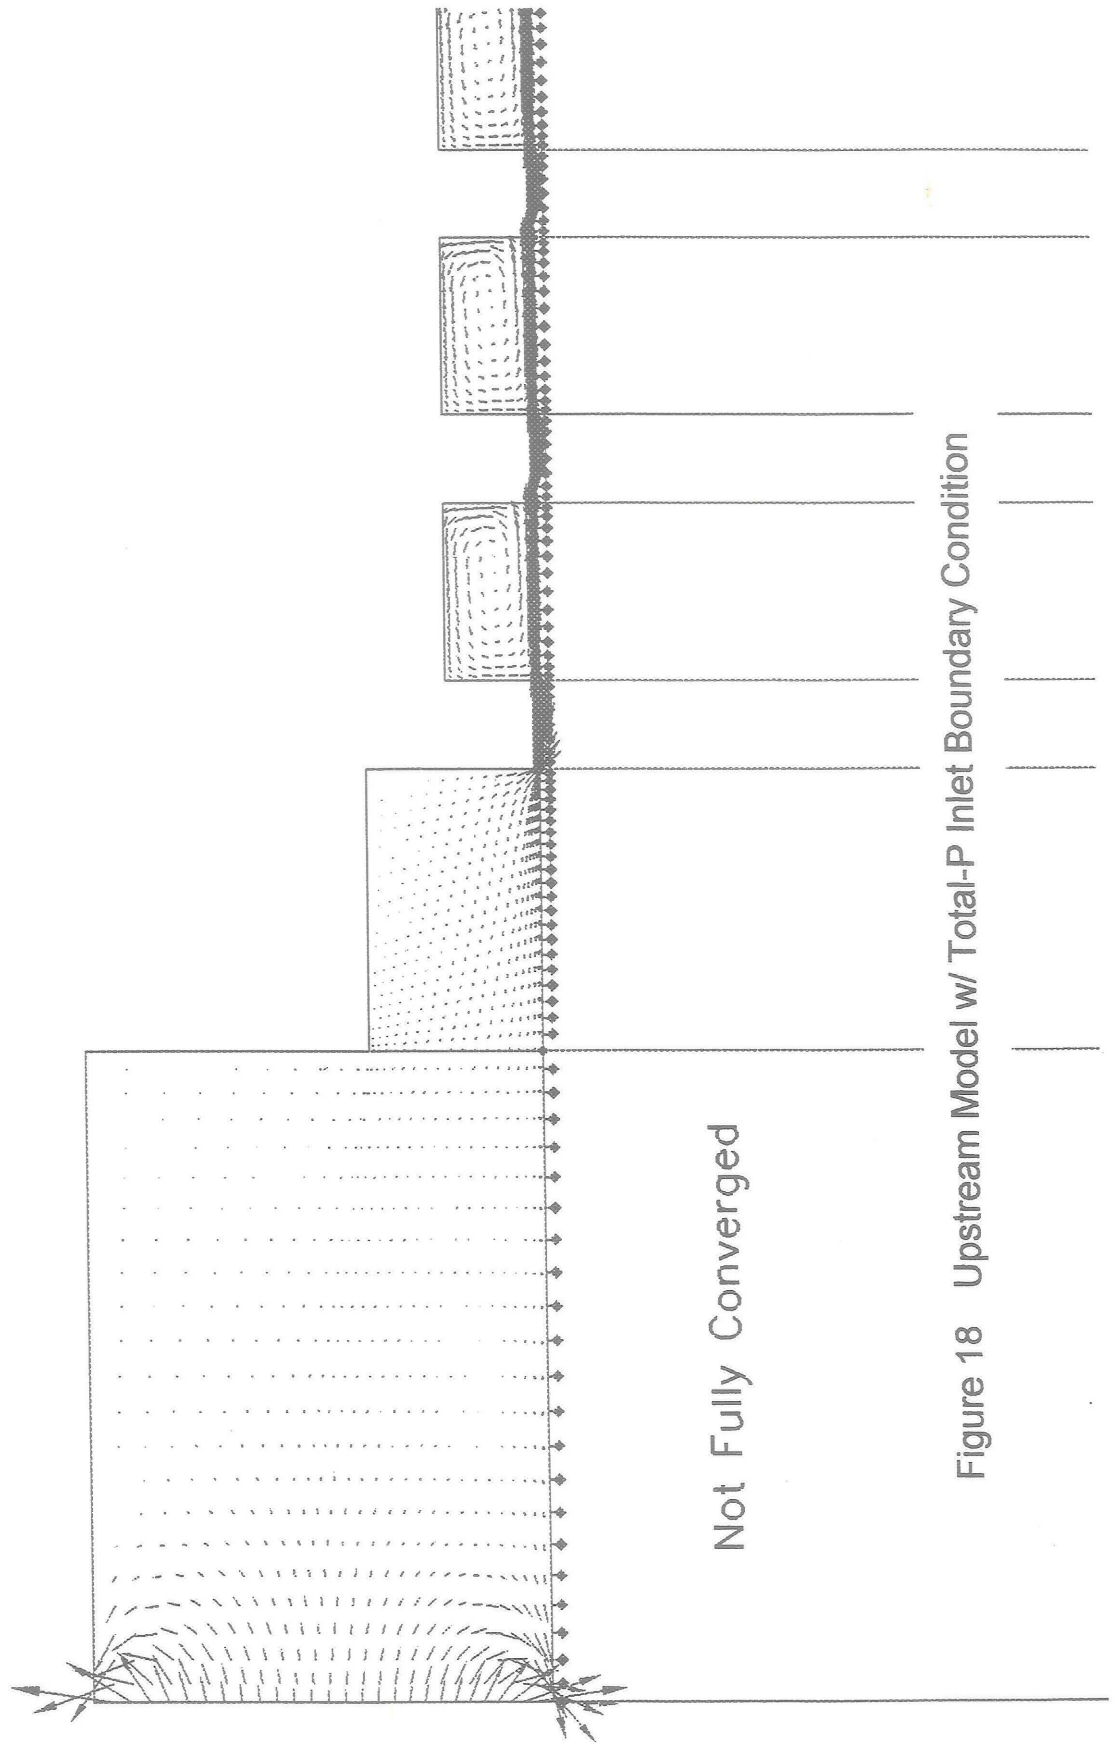 Not Fully Converged
Figure 18 Upstream Model w/ Total-P Inlet Boundary Condition